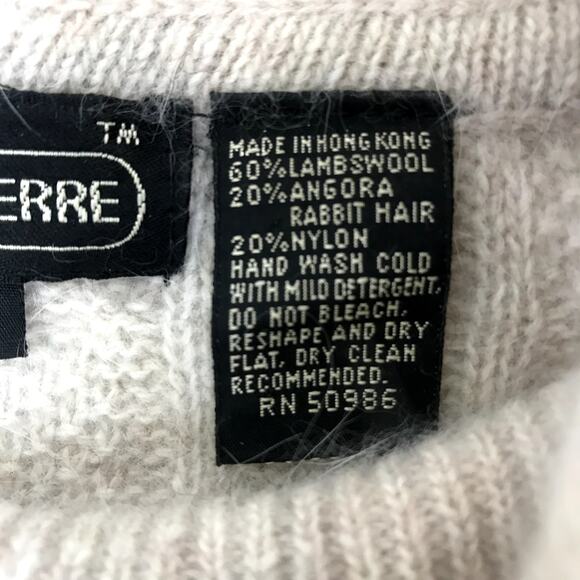 TM
ERRE
MADE IN HONG KONG
60% LAMBSWOOL
20% ANGORA
RABBIT HAIR
20% NYLON
HAND WASH COLD
WITH MILD DETERGENT.
DO NOT BLEACH,
RESHAPE AND DRY
FLAT, DRY CLEAN
RECOMMENDED.
RN 50986